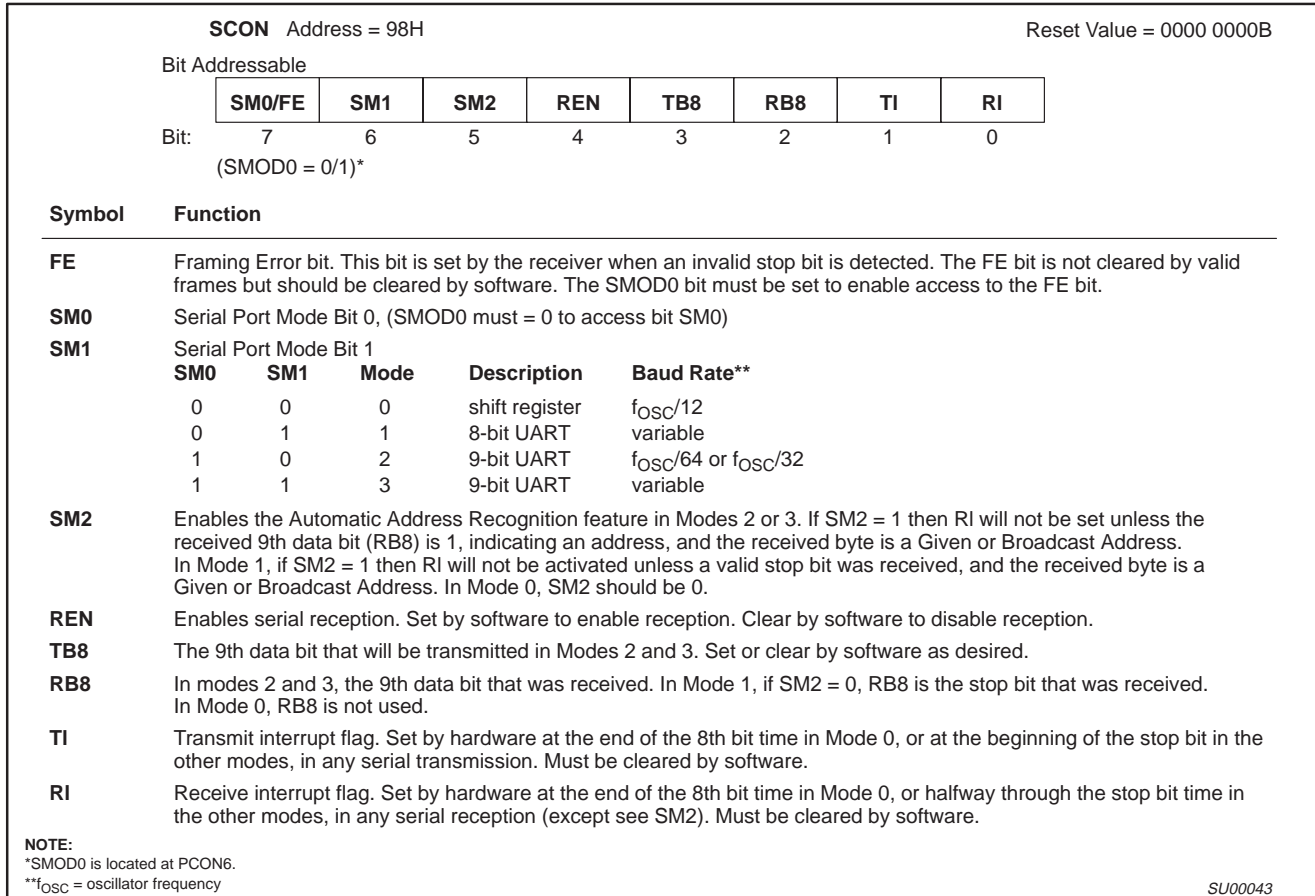 SCON Address = 98H Reset Value = 0000 0000B
Bit Addressable
SM0/FE SM1 SM2 REN TB8 RB8 TI RI
Bit: 7 6 5 4 3 2 1 0
(SMOD0 = 0/1)*
Symbol Function
FE Framing Error bit. This bit is set by the receiver when an invalid stop bit is detected. The FE bit is not cleared by valid
frames but should be cleared by software. The SMOD0 bit must be set to enable access to the FE bit.
SM0 Serial Port Mode Bit 0, (SMOD0 must = 0 to access bit SM0)
SM1 Serial Port Mode Bit 1
SM0 SM1 Mode Description Baud Rate**
0 0 0 shift register fOSC/12
0 1 1 8-bit UART variable
1 0 2 9-bit UART fOSC/64 or fOSC/32
1 1 3 9-bit UART variable
SM2 Enables the Automatic Address Recognition feature in Modes 2 or 3. If SM2 = 1 then RI will not be set unless the
received 9th data bit (RB8) is 1, indicating an address, and the received byte is a Given or Broadcast Address.
In Mode 1, if SM2 = 1 then RI will not be activated unless a valid stop bit was received, and the received byte is a
Given or Broadcast Address. In Mode 0, SM2 should be 0.
REN Enables serial reception. Set by software to enable reception. Clear by software to disable reception.
TB8 The 9th data bit that will be transmitted in Modes 2 and 3. Set or clear by software as desired.
RB8 In modes 2 and 3, the 9th data bit that was received. In Mode 1, if SM2 = 0, RB8 is the stop bit that was received.
In Mode 0, RB8 is not used.
TI Transmit interrupt flag. Set by hardware at the end of the 8th bit time in Mode 0, or at the beginning of the stop bit in the
other modes, in any serial transmission. Must be cleared by software.
RI Receive interrupt flag. Set by hardware at the end of the 8th bit time in Mode 0, or halfway through the stop bit time in
the other modes, in any serial reception (except see SM2). Must be cleared by software.
NOTE:
*SMOD0 is located at PCON6.
**fOSC = oscillator frequency SU00043